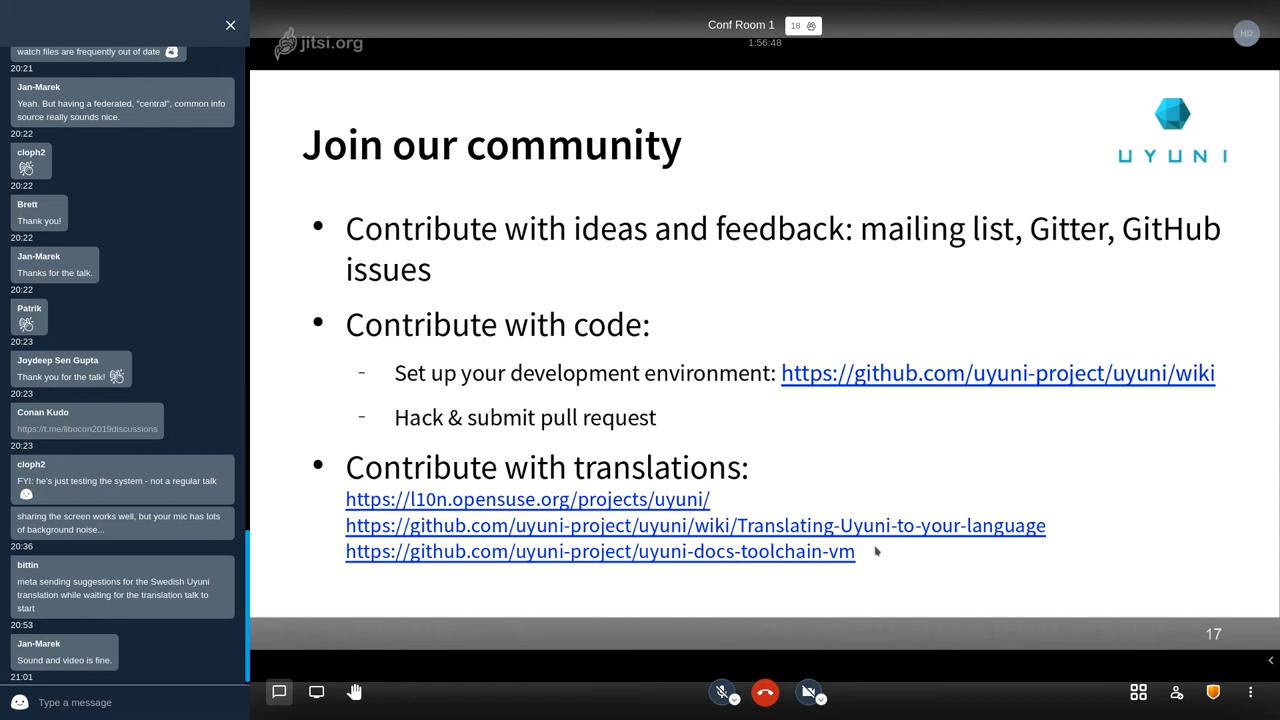 watch files are frequently out of date
20:21
Jan-Marek
Yeah. But having a federated, "central", common info
source really sounds nice.
20:22
cloph2
20:22
Brett
Thank you!
20:22
Jan-Marek
Thanks for the talk.
20:22
Patrik
20:23
Joydeep Sen Gupta
Thank you for the talk!
20:23
Conan Kudo
https://t.me/libocon2019discussions
20:23
cloph2
FYI: he's just testing the system - not a regular talk
sharing the screen works well, but your mic has lots
of background noise...
20:36
bittin
meta sending suggestions for the Swedish Uyuni
translation while waiting for the translation talk to
start
20:53
Jan-Marek
Sound and video is fine.
21:01
Type a message
jitsi.org
Conf Room 1
18
1:56:48
HD
UYUNI
Join our community
• Contribute with ideas and feedback: mailing list, Gitter, GitHub
issues
• Contribute with code:
- Set up your development environment: https://github.com/uyuni-project/uyuni/wiki
- Hack & submit pull request
• Contribute with translations:
https://l10n.opensuse.org/projects/uyuni/
https://github.com/uyuni-project/uyuni/wiki/Translating-Uyuni-to-your-language
https://github.com/uyuni-project/uyuni-docs-toolchain-vm
17